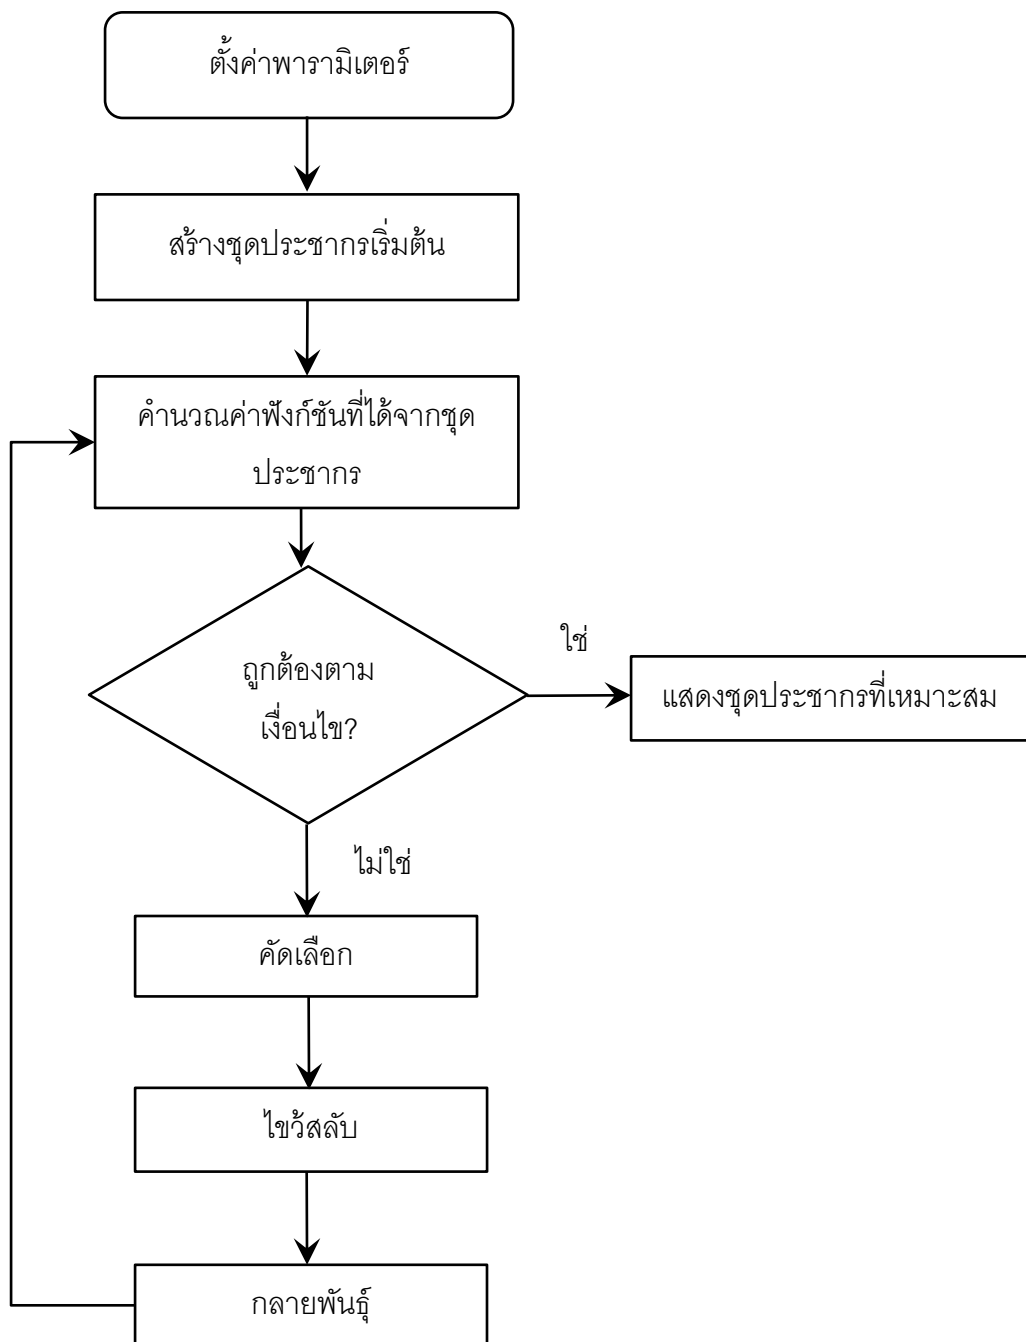 ตั้งค่าพารามิเตอร์
สร้างชุดประชากรเริ่มต้น
คำนวณค่าฟังก์ชันที่ได้จากชุด
ประชากร
ถูกต้องตาม
เงื่อนไข?
ใช่
แสดงชุดประชากรที่เหมาะสม
ไม่ใช่
คัดเลือก
ไขว้สลับ
กลายพันธุ์